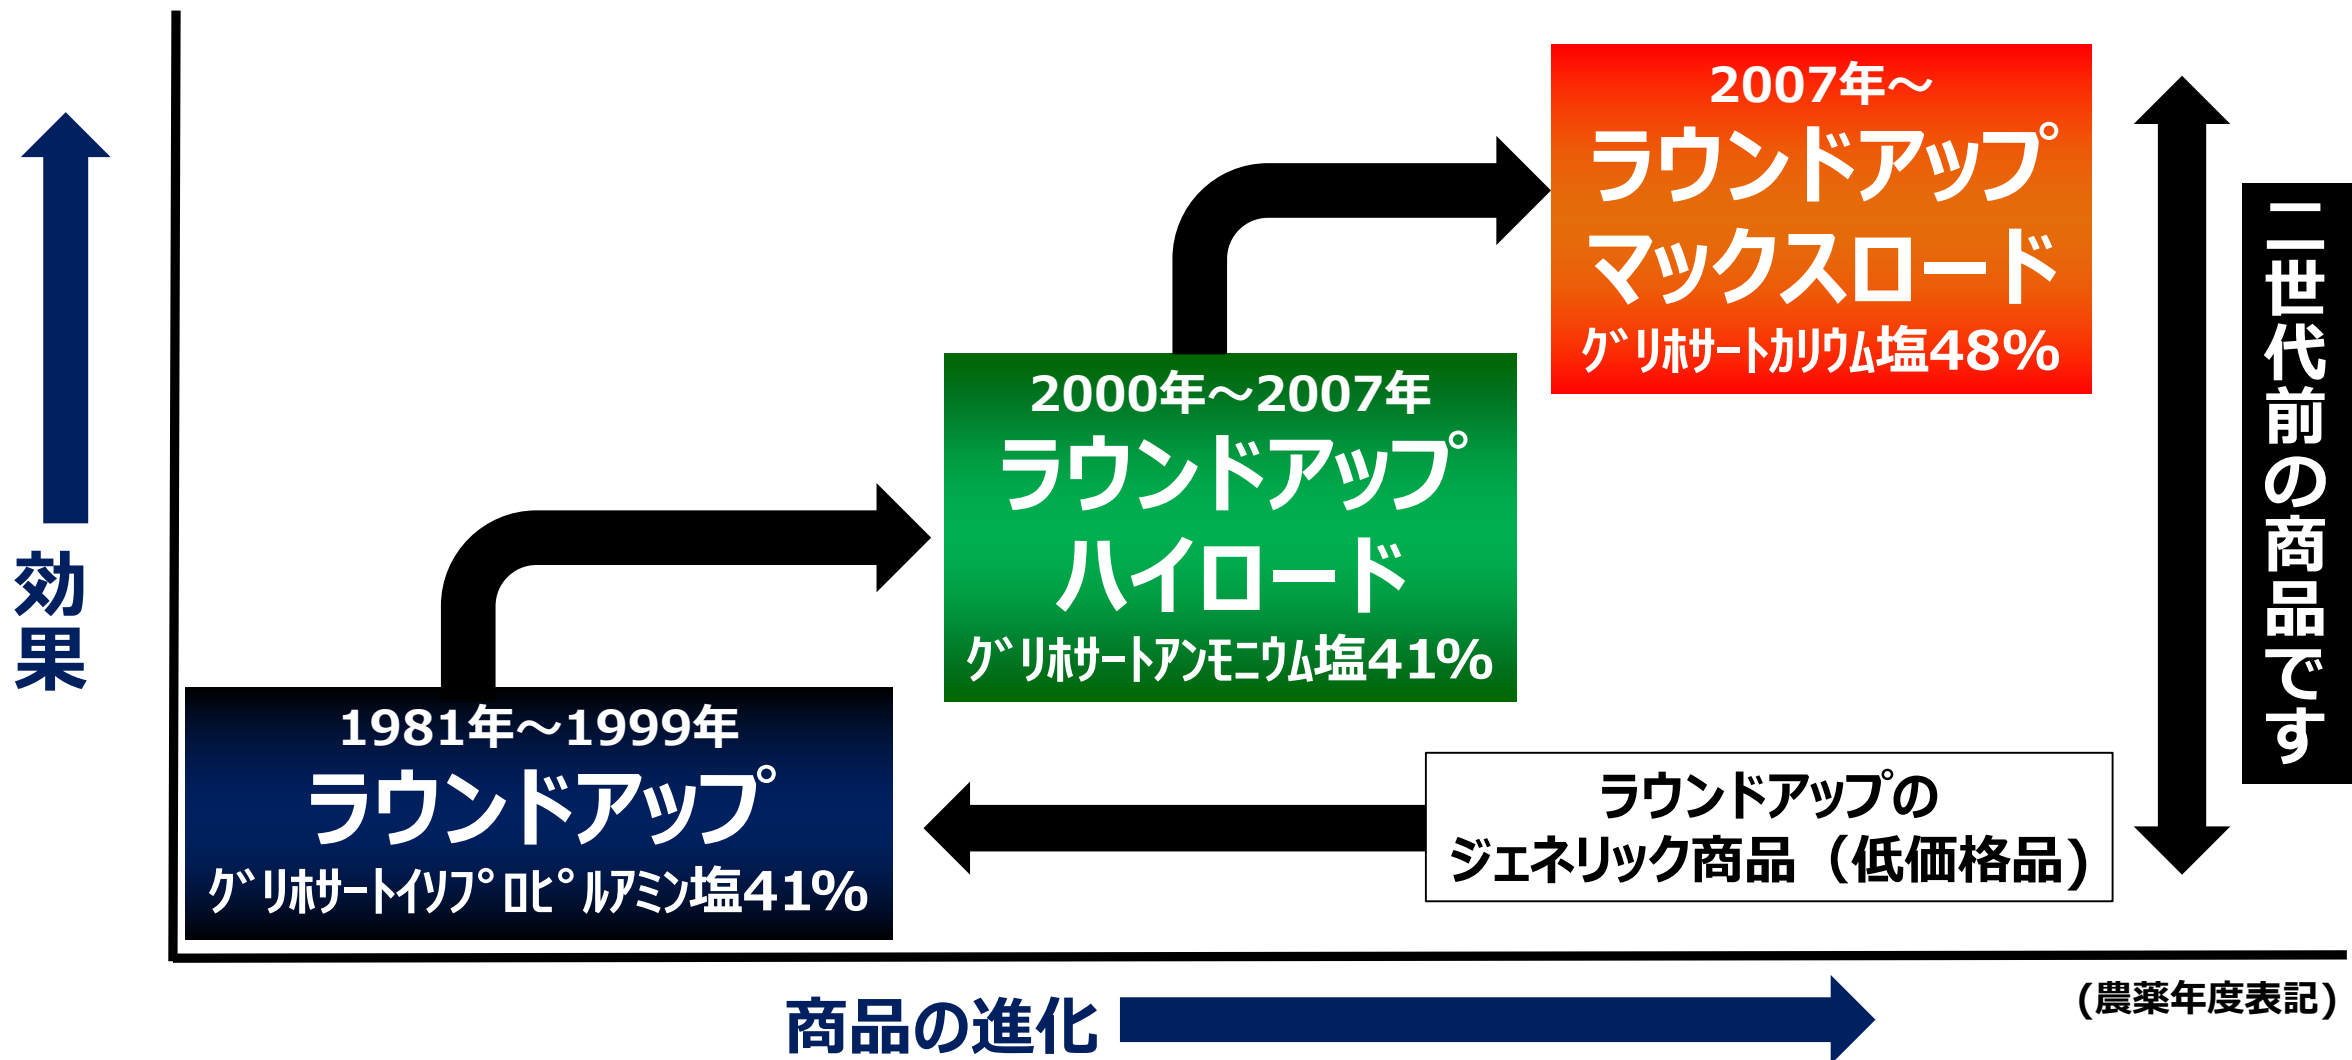 2007年～
ラウンドアップ
マックスロード
ｸﾞﾘﾎｻｰﾄｶﾘｳﾑ塩48%
2000年～2007年
ラウンドアップ
ハイロード
ｸﾞﾘﾎｻｰﾄｱﾝﾓﾆｳﾑ塩41%
1981年～1999年
ラウンドアップ
ｸﾞﾘﾎｻｰﾄｲｿﾌﾟﾛﾋﾟﾙｱﾐﾝ塩41%
ラウンドアップの
ジェネリック商品（低価格品)
二世代前の商品です
効果
商品の進化
(農薬年度表記)